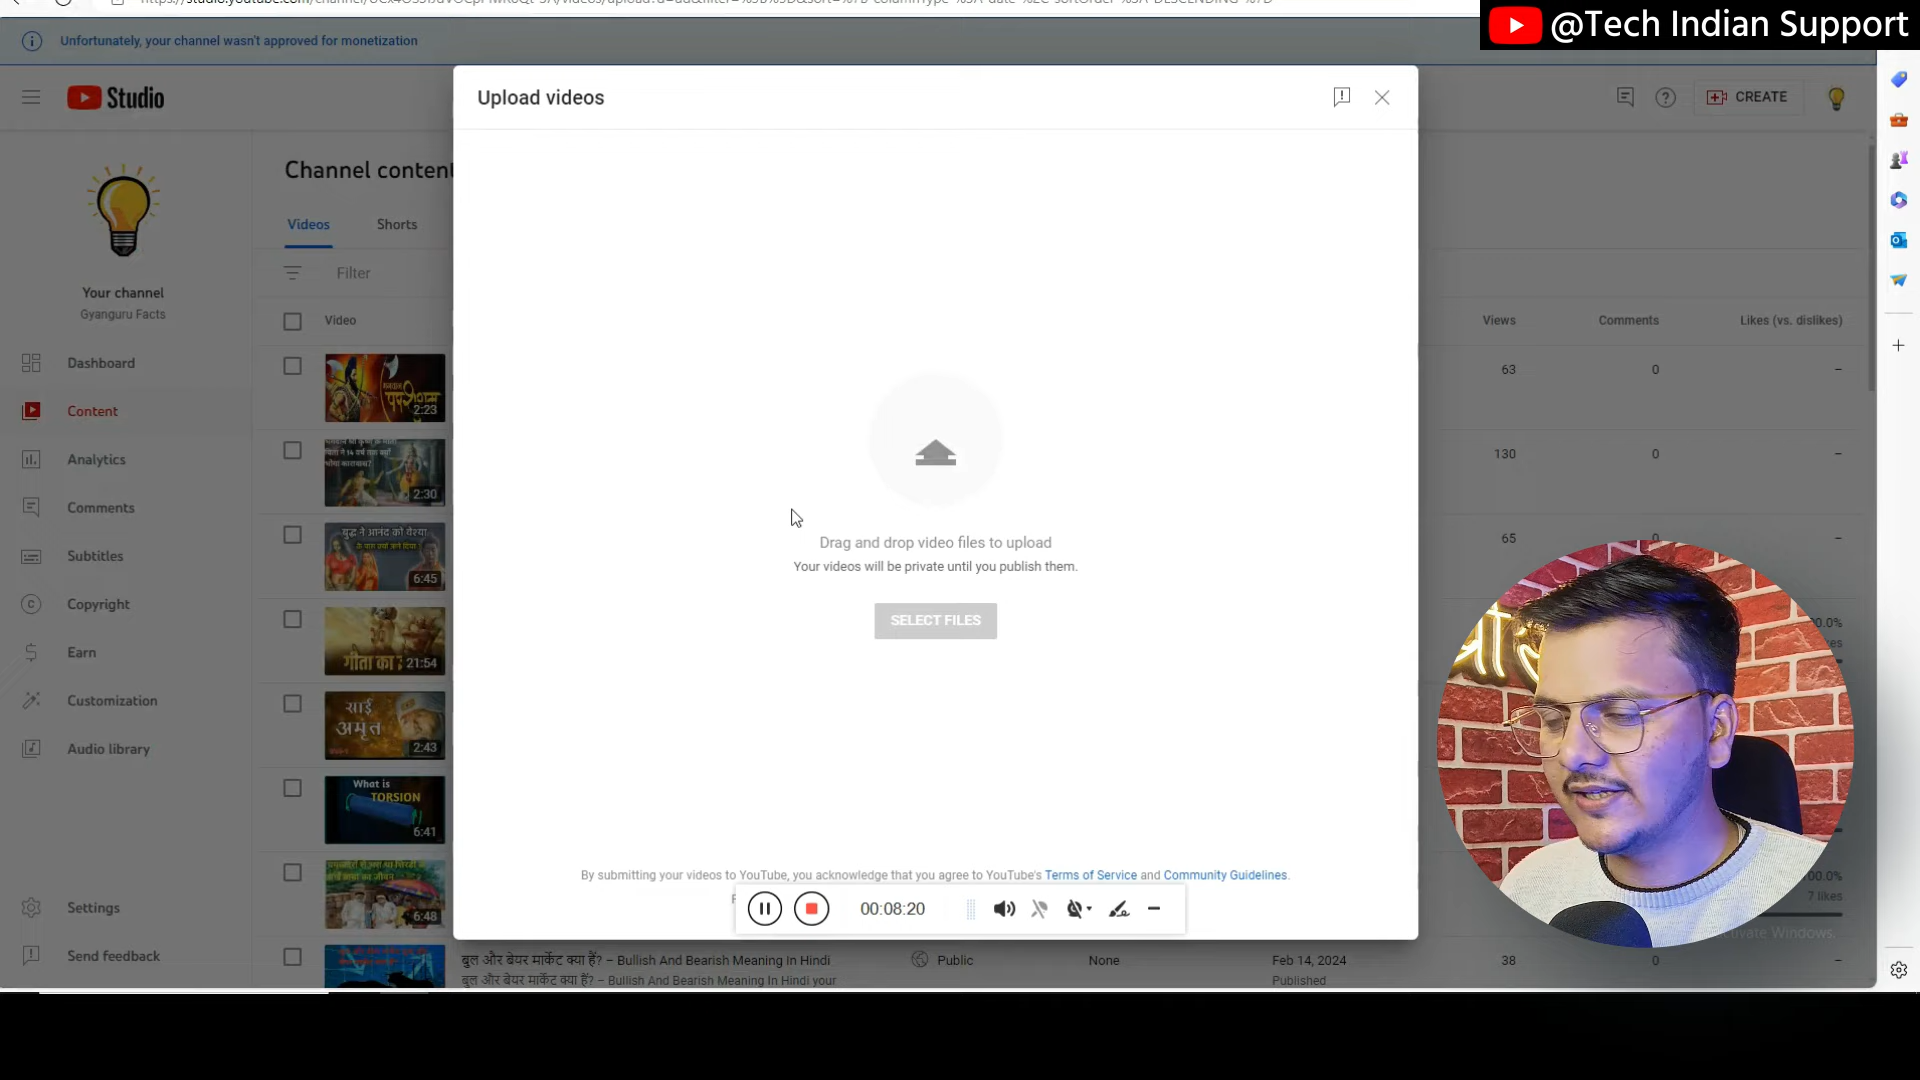 @Tech Indian Support
Unfortunately, your channel wasn't approved for monetization
Studio
Upload videos
CREATE
Channel content
Videos
Shorts
Filter
Your channel
Gyanguru Facts
Video
Views
Comments
Likes (vs. dislikes)
Dashboard
Content
Analytics
Comments
Subtitles
Copyright
Earn
Customization
Audio library
Settings
Send feedback
2:23
63
0
–
2:30
130
0
–
बुद्ध ने आनंद को वेश्या
6:45
65
0
–
गीता का
21:54
साईं
अमृत
2:43
What is
TORSION
6:41
6:48
7 likes
Drag and drop video files to upload
Your videos will be private until you publish them.
SELECT FILES
By submitting your videos to YouTube, you acknowledge that you agree to YouTube's Terms of Service and Community Guidelines.
00:08:20
बुल और बेयर मार्केट क्या हैं? – Bullish And Bearish Meaning In Hindi
Public
None
Feb 14, 2024
38
0
–
बुल और बेयर मार्केट क्या हैं? – Bullish And Bearish Meaning In Hindi your
Published